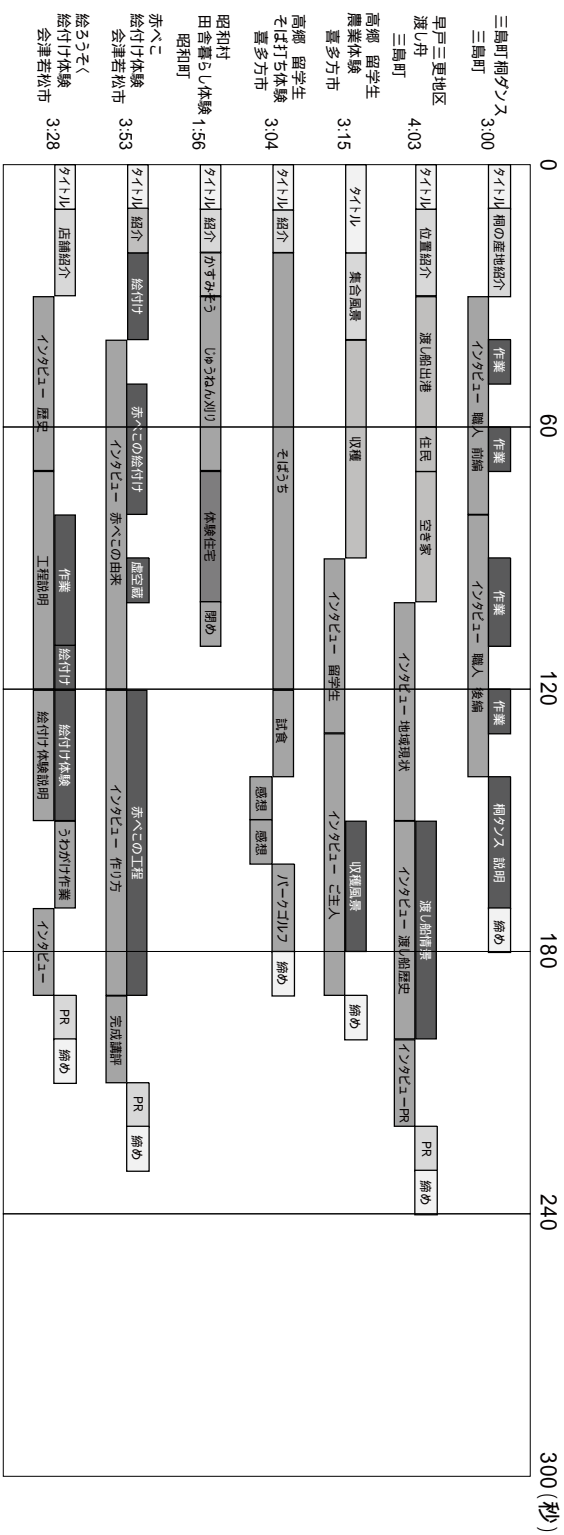 0
60
120
180
240
300 (秒)
三島町桐ダンス
三島町
3:00
タイトル
桐の産地紹介
作業
作業
作業
作業
桐ダンス 説明
締め
インタビュー 職人 前編
インタビュー 職人 後編
早戸三更地区
渡し舟
三島町
4:03
タイトル
位置紹介
渡し船出港
住民
空き家
渡し船情景
PR
締め
インタビュー 地域現状
インタビュー 渡し船歴史
インタビューPR
高郷 留学生
農業体験
喜多方市
3:15
タイトル
集合風景
収穫
収穫風景
締め
インタビュー 留学生
インタビュー ご主人
高郷 留学生
そば打ち体験
喜多方市
3:04
タイトル
紹介
そばうち
試食
パークゴルフ
締め
感想
感想
昭和村
田舎暮らし体験
昭和町
1:56
タイトル
紹介
かすみそう
じゅうねん刈り
体験住宅
閉め
赤べこ
絵付け体験
会津若松市
3:53
タイトル
紹介
絵付け
赤べこの絵付け
虚空蔵
赤べこの工程
PR
締め
インタビュー 赤べこの由来
インタビュー 作り方
完成講評
絵ろうそく
絵付け体験
会津若松市
3:28
タイトル
店舗紹介
作業
絵付け
絵付け体験
うわがけ作業
PR
締め
インタビュー 歴史
工程説明
絵付け体験説明
インタビュー